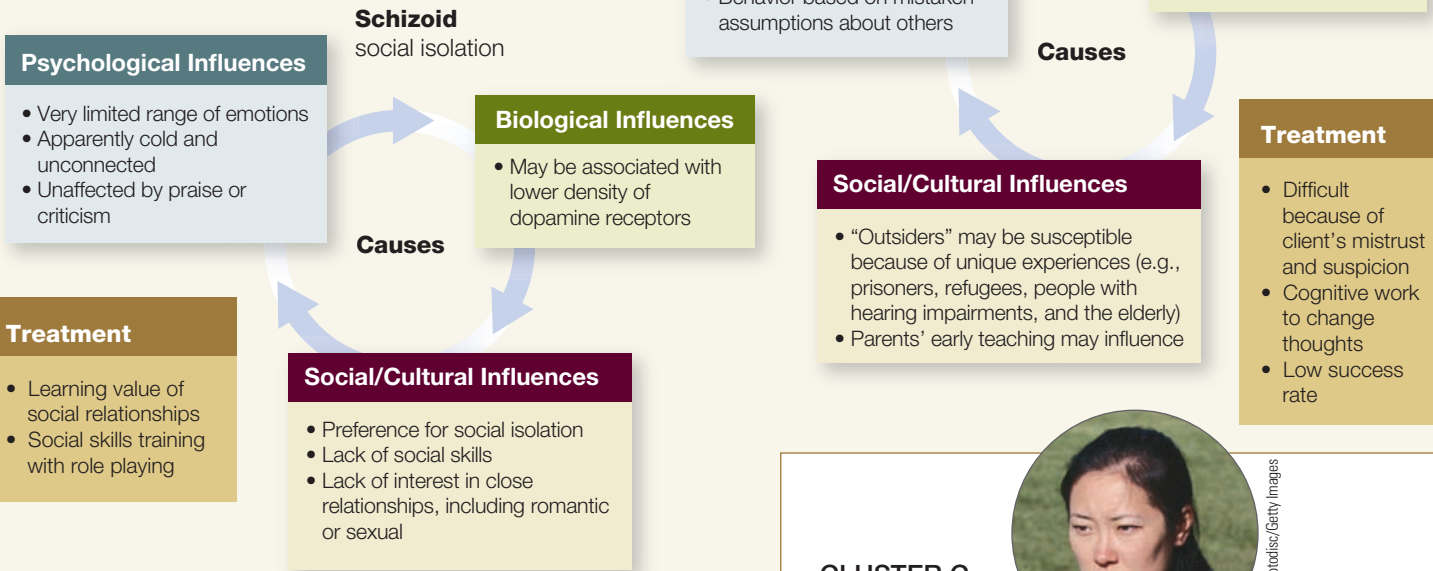 Schizoid
social isolation
Psychological Influences
• Very limited range of emotions
• Apparently cold and
unconnected
• Unaffected by praise or
criticism
Biological Influences
• May be associated with
lower density of
dopamine receptors
Causes
Treatment
• Learning value of
social relationships
• Social skills training
with role playing
Social/Cultural Influences
• Preference for social isolation
• Lack of social skills
• Lack of interest in close
relationships, including romantic
or sexual
• Behavior based on mistaken
assumptions about others
Causes
Social/Cultural Influences
• “Outsiders” may be susceptible
because of unique experiences (e.g.,
prisoners, refugees, people with
hearing impairments, and the elderly)
• Parents’ early teaching may influence
Treatment
• Difficult
because of
client’s mistrust
and suspicion
• Cognitive work
to change
thoughts
• Low success
rate
CLUSTER C
/Getty Images